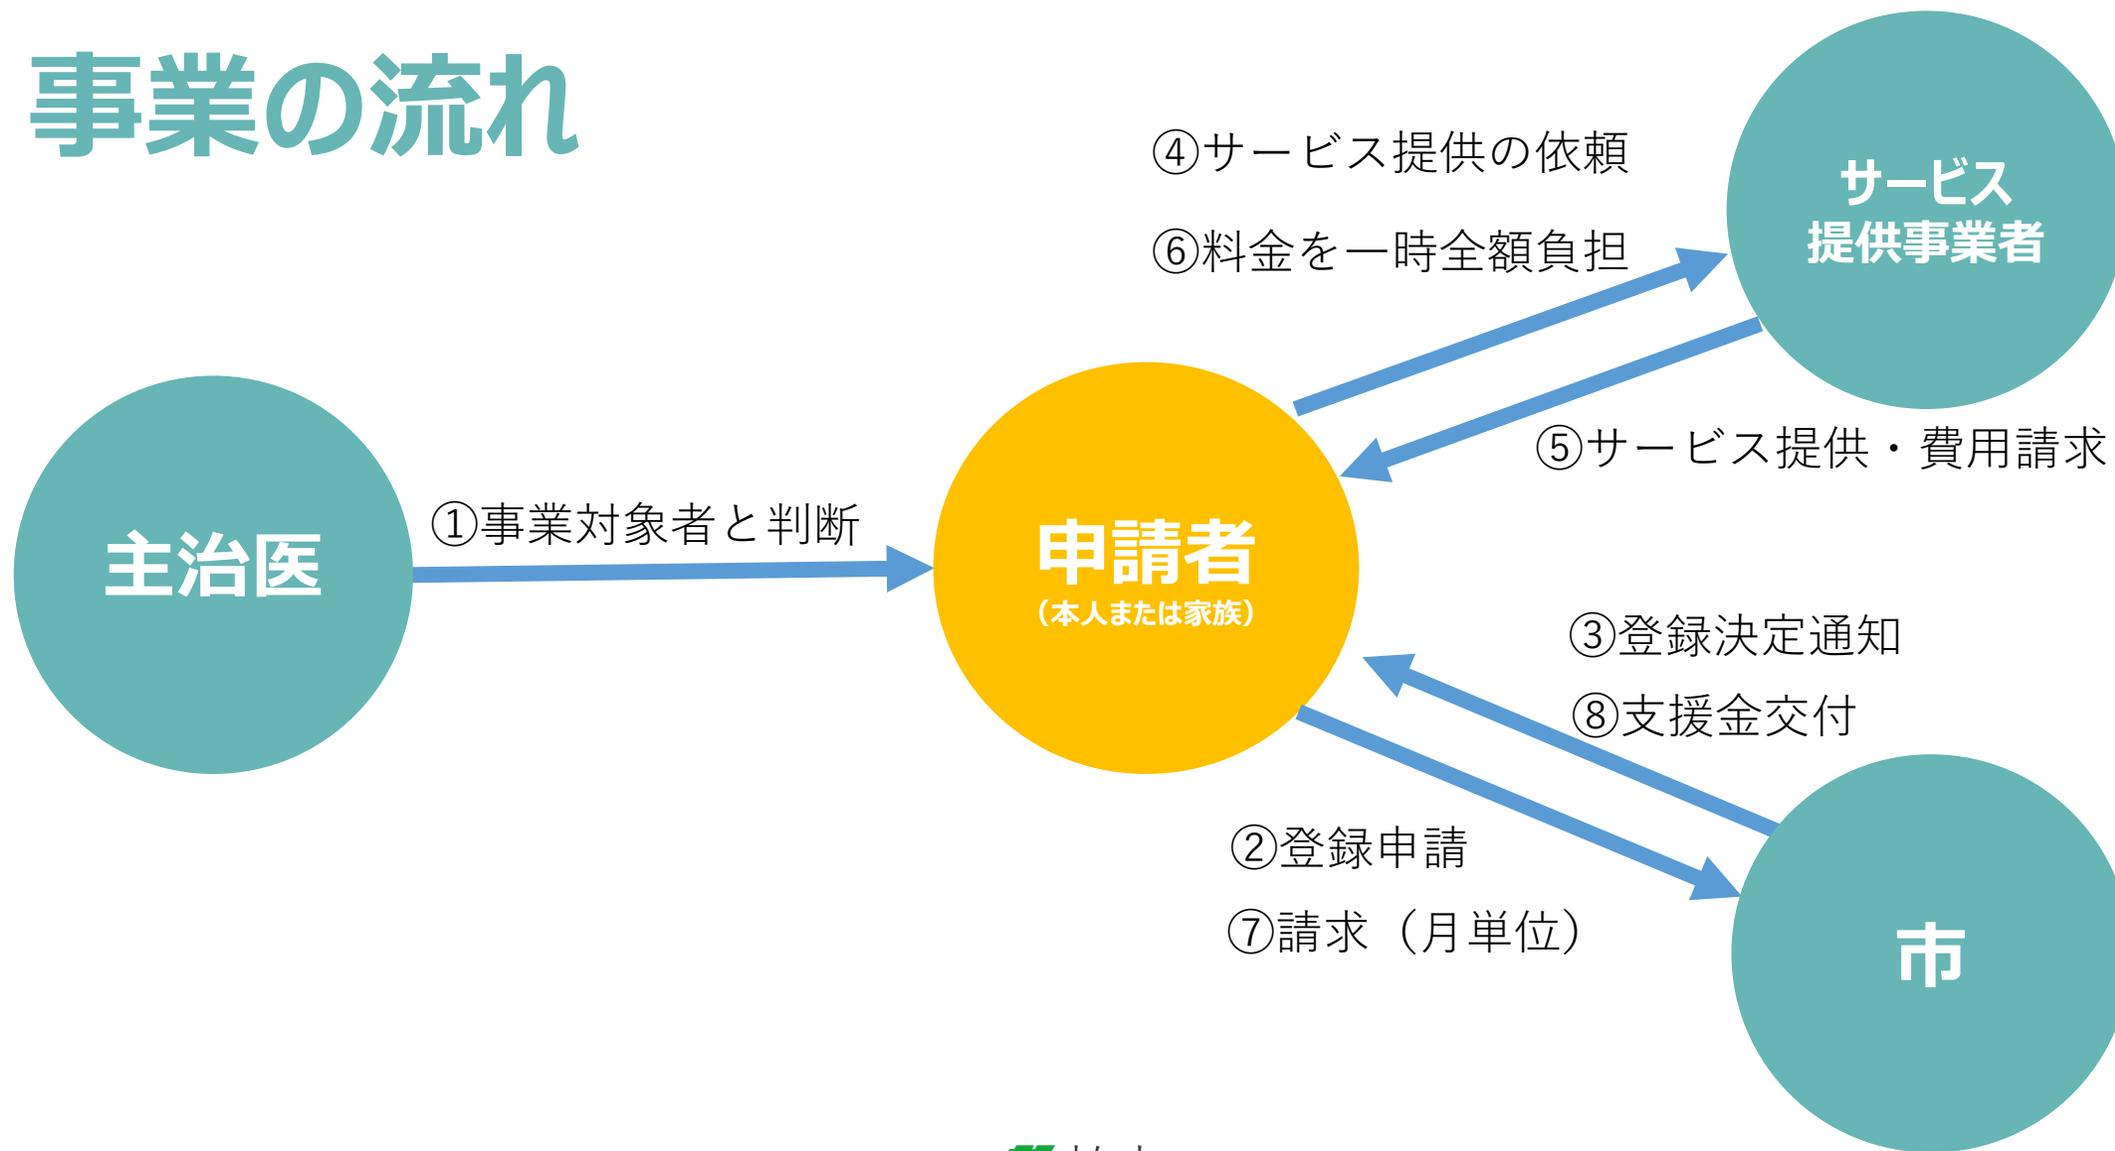 事業の流れ
④サービス提供の依頼
⑥料金を一時全額負担
サービス
提供事業者
⑤サービス提供・費用請求
①事業対象者と判断
主治医
申請者
（本人または家族）
③登録決定通知
⑧支援金交付
②登録申請
⑦請求（月単位）
市